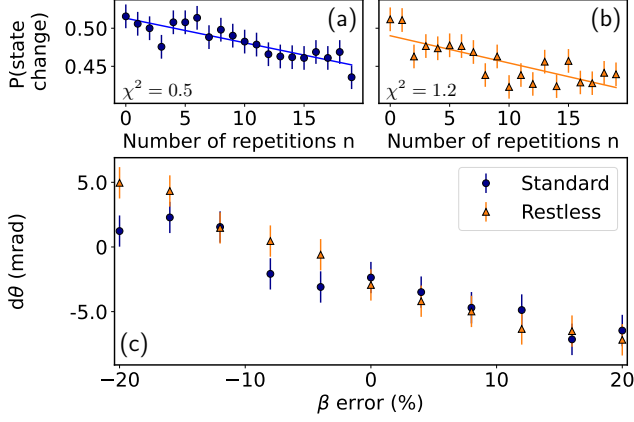 P(state
change)
0.50
0.45
(a)
χ² = 0.5
0 5 10 15
Number of repetitions n
(b)
χ² = 1.2
0 5 10 15
Number of repetitions n
dθ (mrad)
5.0
0
-5.0
Standard
Restless
(c)
−20 −10 0 10 20
β error (%)